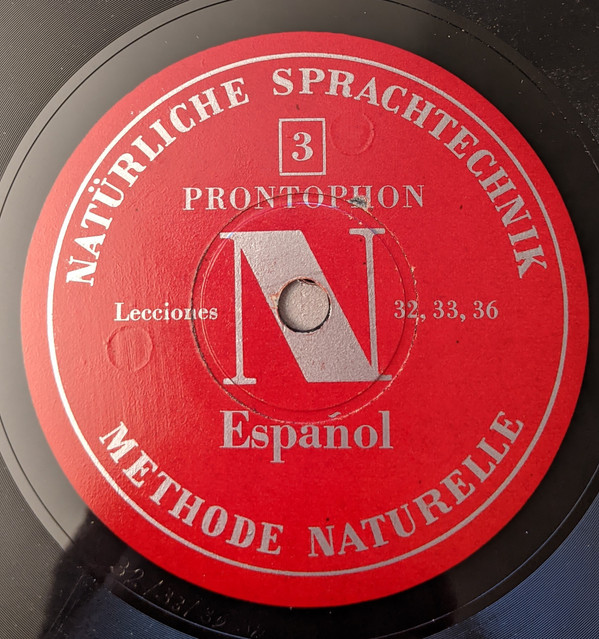 NATÜRLICHE SPRACHTECHNIK
3
PRONTOPHON
N
Lecciones 32, 33, 36
Español
METHODE NATURELLE